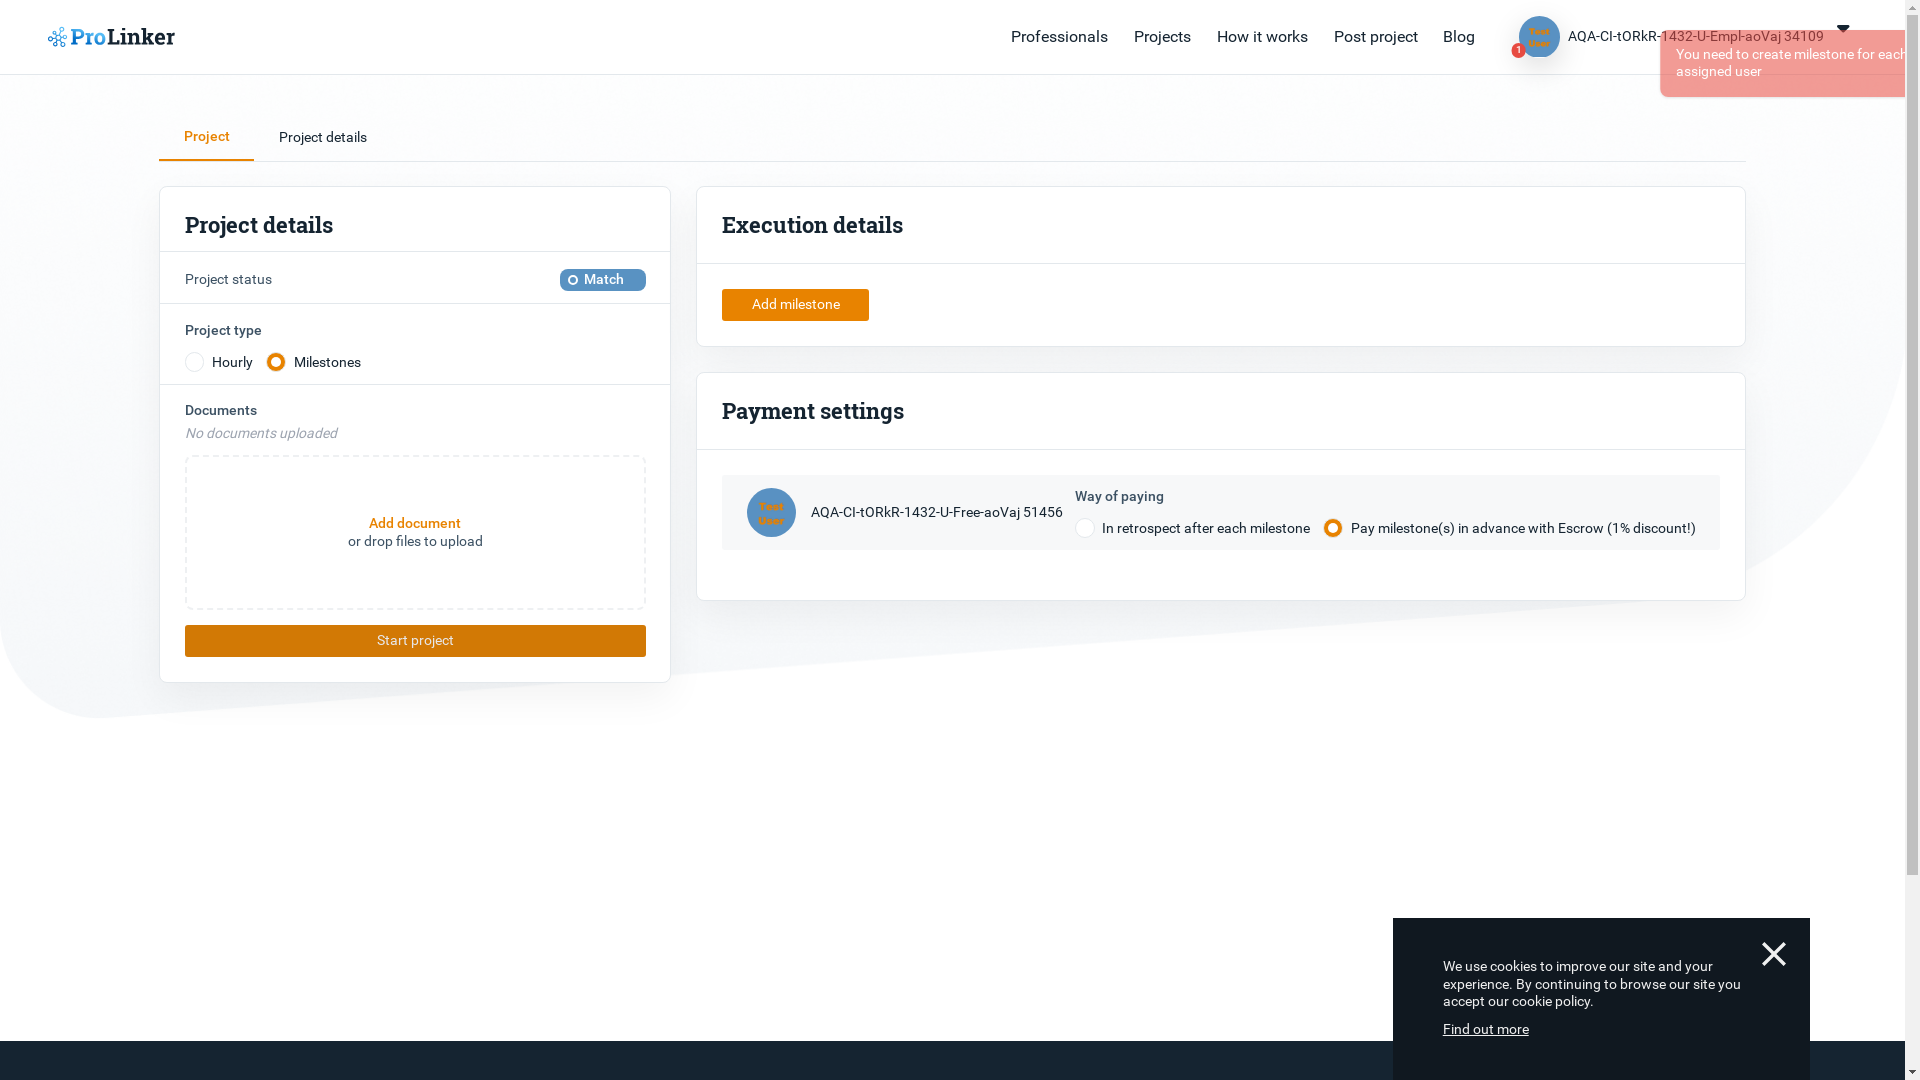 ProLinker
Professionals
Projects
How it works
Post project
Blog
Test
User
1
AQA-CI-tORkR-1432-U-Empl-aoVaj 34109
You need to create milestone for each
assigned user
Project
Project details
Project details
Project status
Match
Project type
Hourly
Milestones
Documents
No documents uploaded
Add document
or drop files to upload
Start project
Execution details
Add milestone
Payment settings
Test
User
AQA-CI-tORkR-1432-U-Free-aoVaj 51456
Way of paying
In retrospect after each milestone
Pay milestone(s) in advance with Escrow (1% discount!)
We use cookies to improve our site and your
experience. By continuing to browse our site you
accept our cookie policy.
Find out more